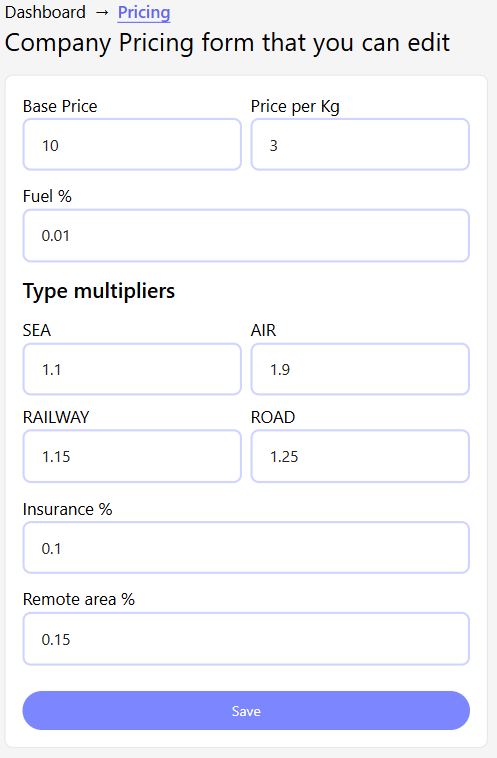 Dashboard → Pricing
Company Pricing form that you can edit
Base Price Price per Kg
10 3
Fuel %
0.01
Type multipliers
SEA AIR
1.1 1.9
RAILWAY ROAD
1.15 1.25
Insurance %
0.1
Remote area %
0.15
Save